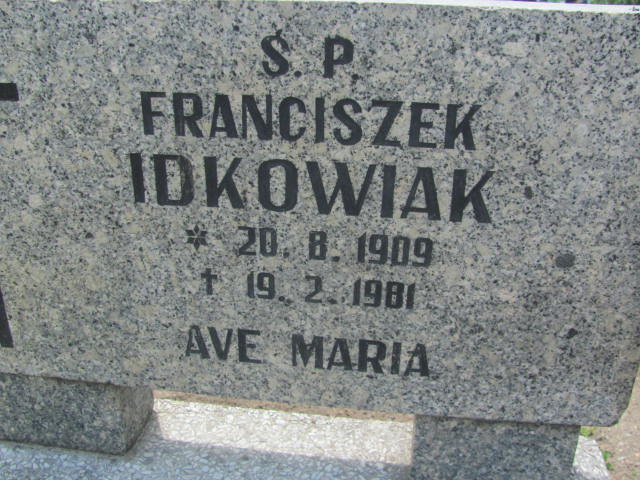 Ś. P.
FRANCISZEK
IDKOWIAK
* 20. 8. 1909
† 19. 2. 1981
AVE MARIA